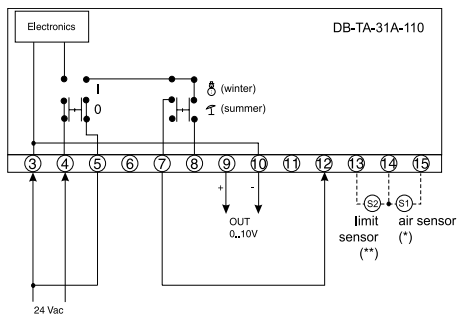 Electronics
DB-TA-31A-110
I
(winter)
0
(summer)
3 4 5 6 7 8 9 10 11 12 13 14 15
+ -
S2 S1
OUT
0..10V
limit
sensor
(**)
air sensor
(*)
24 Vac